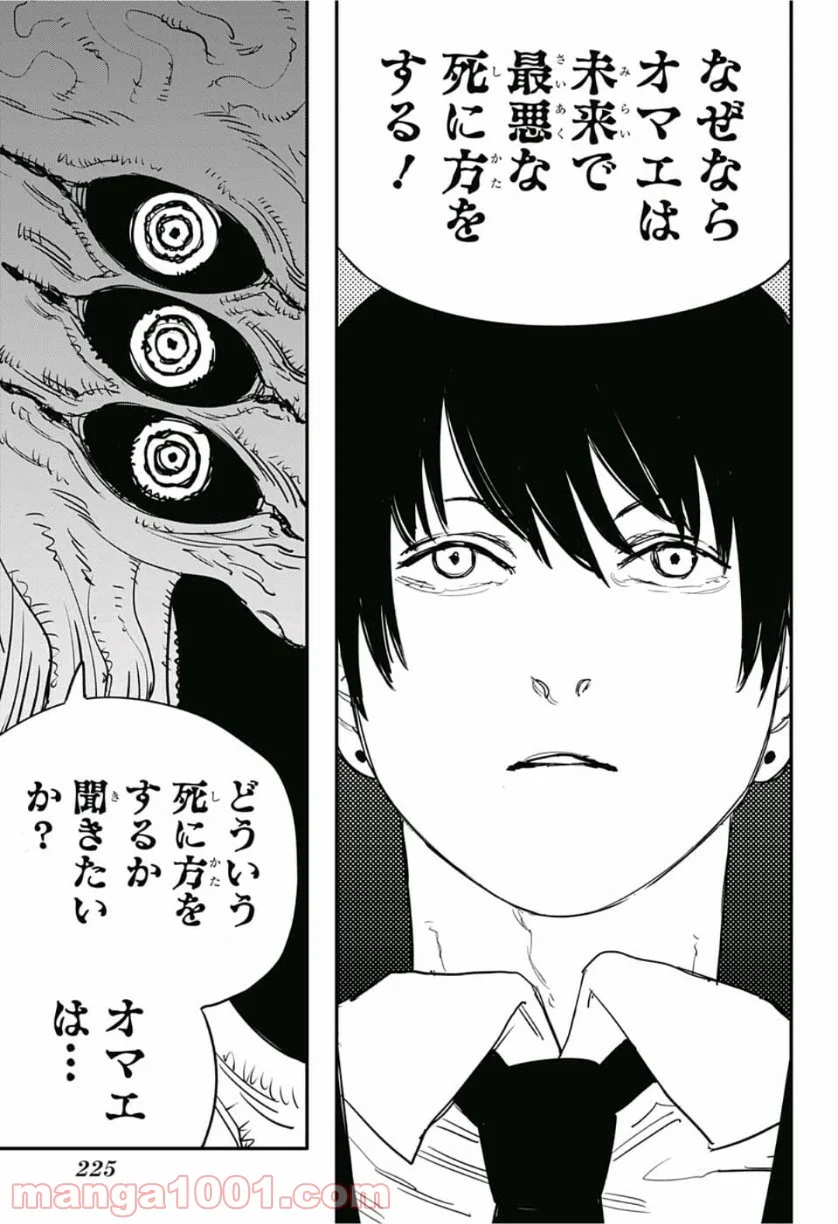 なぜなら
オマエは
未来で
最悪な
死に方を
する！
どういう
死に方を
するか
聞きたい
か？
オマエ
は…
225
manga1001.com